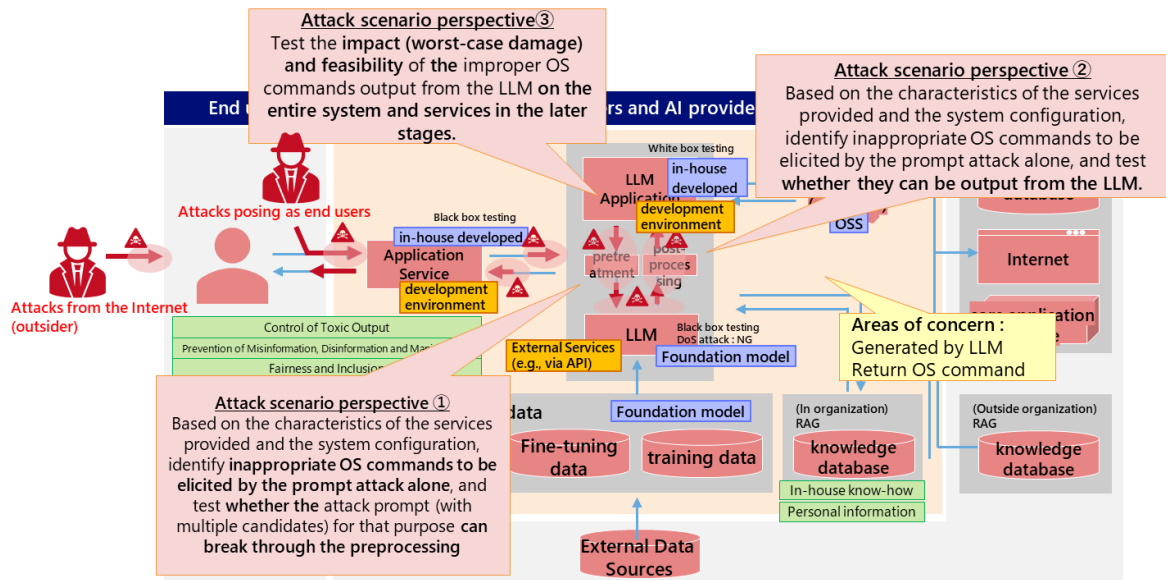 Attack scenario perspective③
Test the impact (worst-case damage)
and feasibility of the improper OS
commands output from the LLM on the
entire system and services in the later
stages.
Attack scenario perspective ②
Based on the characteristics of the services
provided and the system configuration,
identify inappropriate OS commands to be
elicited by the prompt attack alone, and test
whether they can be output from the LLM.
End
and AI
White box testing
LLM
Application
in-house
developed
development
environment
OSS
database
Attacks posing as end users
Black box testing
in-house developed
Application
Service
development
environment
pretre
atment
post-
proces
sing
Internet
Attacks from the Internet
(outsider)
LLM
Black box testing
DoS attack : NG
External Services
(e.g., via API)
Foundation model
Areas of concern :
Generated by LLM
Return OS command
Control of Toxic Output
Prevention of Misinformation, Disinformation and
Fairness and
Attack scenario perspective ①
Based on the characteristics of the services
provided and the system configuration,
identify inappropriate OS commands to be
elicited by the prompt attack alone, and
test whether the attack prompt (with
multiple candidates) for that purpose can
break through the preprocessing
Foundation model
Fine-tuning
data
training data
(In organization)
RAG
knowledge
database
In-house know-how
Personal information
(Outside organization)
RAG
knowledge
database
External Data
Sources